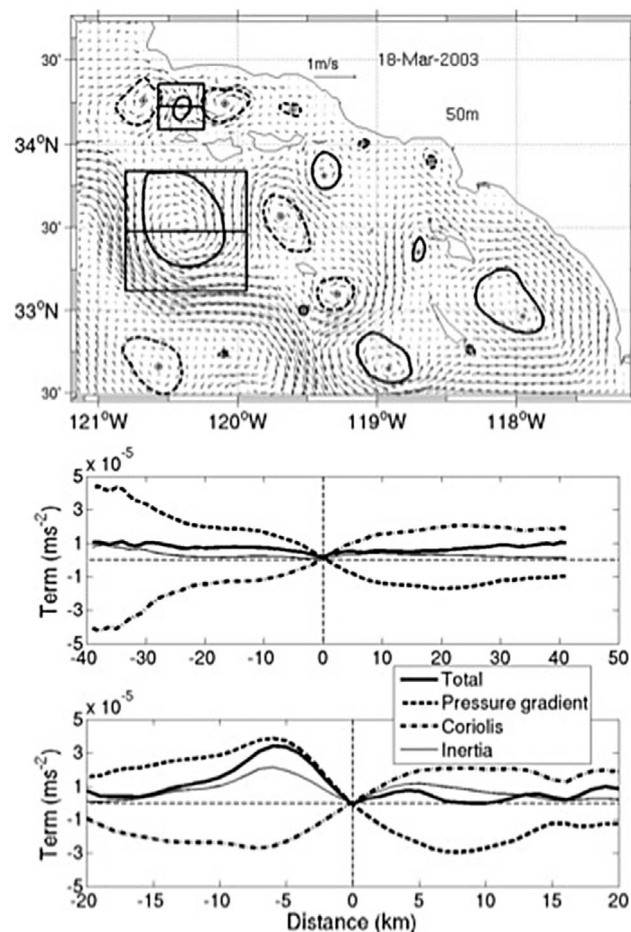 30'
1m/s
18-Mar-2003
50m
34°N
30'
33°N
30'
121°W 120°W 119°W 118°W
x 10⁻⁵
5
3
1
-1
-3
-5
Term (ms⁻²)
-40 -30 -20 -10 0 10 20 30 40 50
Total
Pressure gradient
Coriolis
Inertia
x 10⁻⁵
5
3
1
-1
-3
-5
Term (ms⁻²)
-20 -15 -10 -5 0 5 10 15 20
Distance (km)